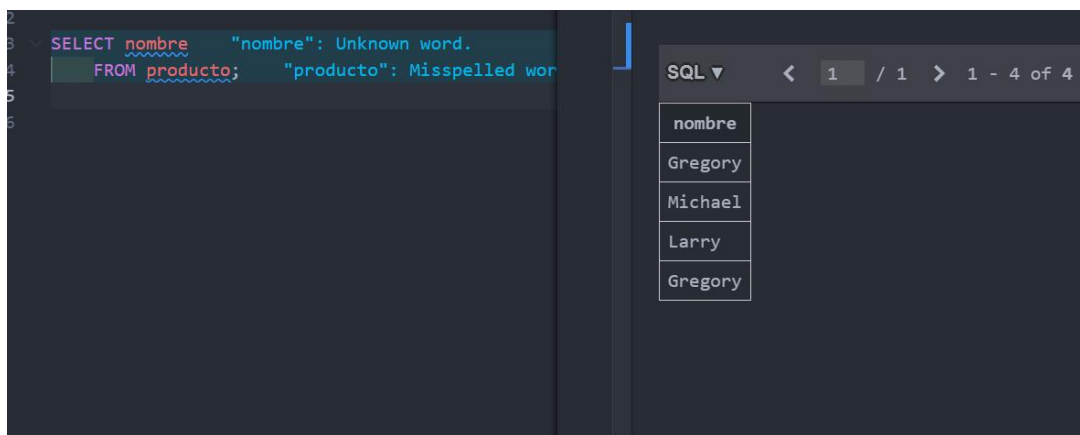 2
3 SELECT nombre "nombre": Unknown word.
4 FROM producto; "producto": Misspelled wor
5
6
SQL ▼ < 1 / 1 > 1 - 4 of 4
nombre
Gregory
Michael
Larry
Gregory